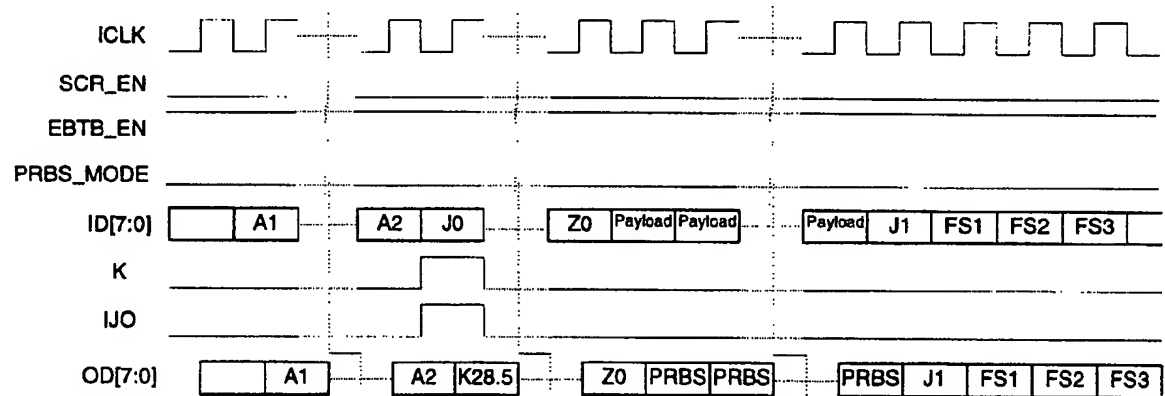 ICLK
SCR_EN
EBTB_EN
PRBS_MODE
ID[7:0] A1 A2 J0 Z0 Payload Payload Payload J1 FS1 FS2 FS3
K
IJO
OD[7:0] A1 A2 K28.5 Z0 PRBS PRBS PRBS J1 FS1 FS2 FS3